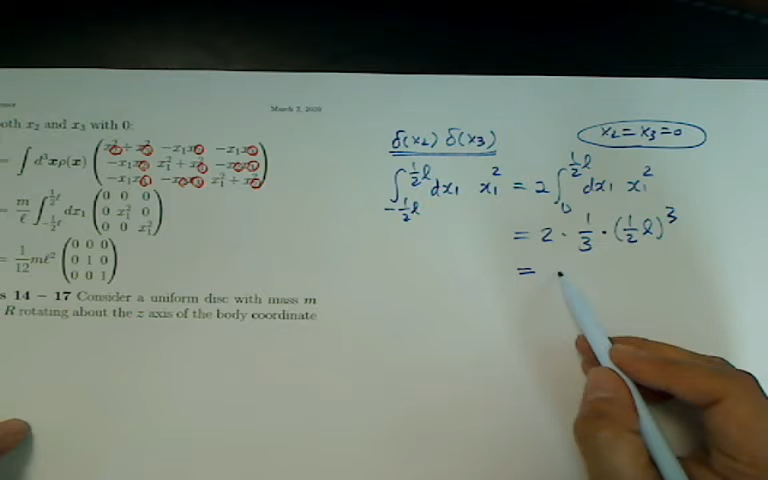 March 2, 2020
oth x₂ and x₃ with 0:
= ∫ d³xρ(x) ( x₂² + x₃² −x₁x₂ −x₁x₃
−x₁x₂ x₁² + x₃² −x₂x₃
−x₁x₃ −x₂x₃ x₁² + x₂² )
= m/ℓ ∫_{-½ℓ}^{½ℓ} dx₁ ( 0 0 0
0 x₁² 0
0 0 x₁² )
= 1/12 mℓ² ( 0 0 0
0 1 0
0 0 1 )
s 14 – 17 Consider a uniform disc with mass m
R rotating about the z axis of the body coordinate
δ(x₂) δ(x₃)
x₂ = x₃ = 0
∫_{-½ℓ}^{½ℓ} dx₁ x₁² = 2 ∫_0^{½ℓ} dx₁ x₁²
= 2 · 1/3 · (½ℓ)³
=